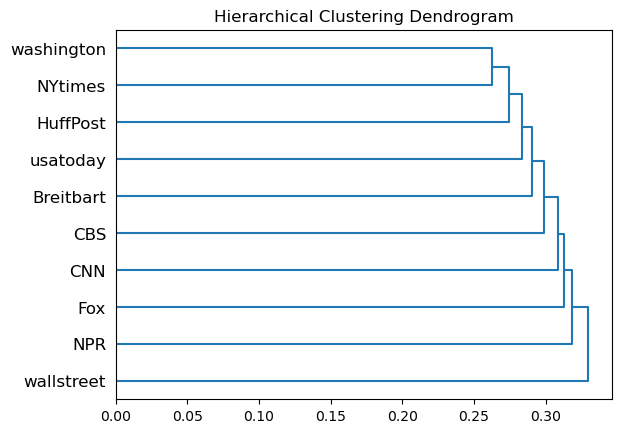 Hierarchical Clustering Dendrogram
washington
NYtimes
HuffPost
usatoday
Breitbart
CBS
CNN
Fox
NPR
wallstreet
0.00 0.05 0.10 0.15 0.20 0.25 0.30